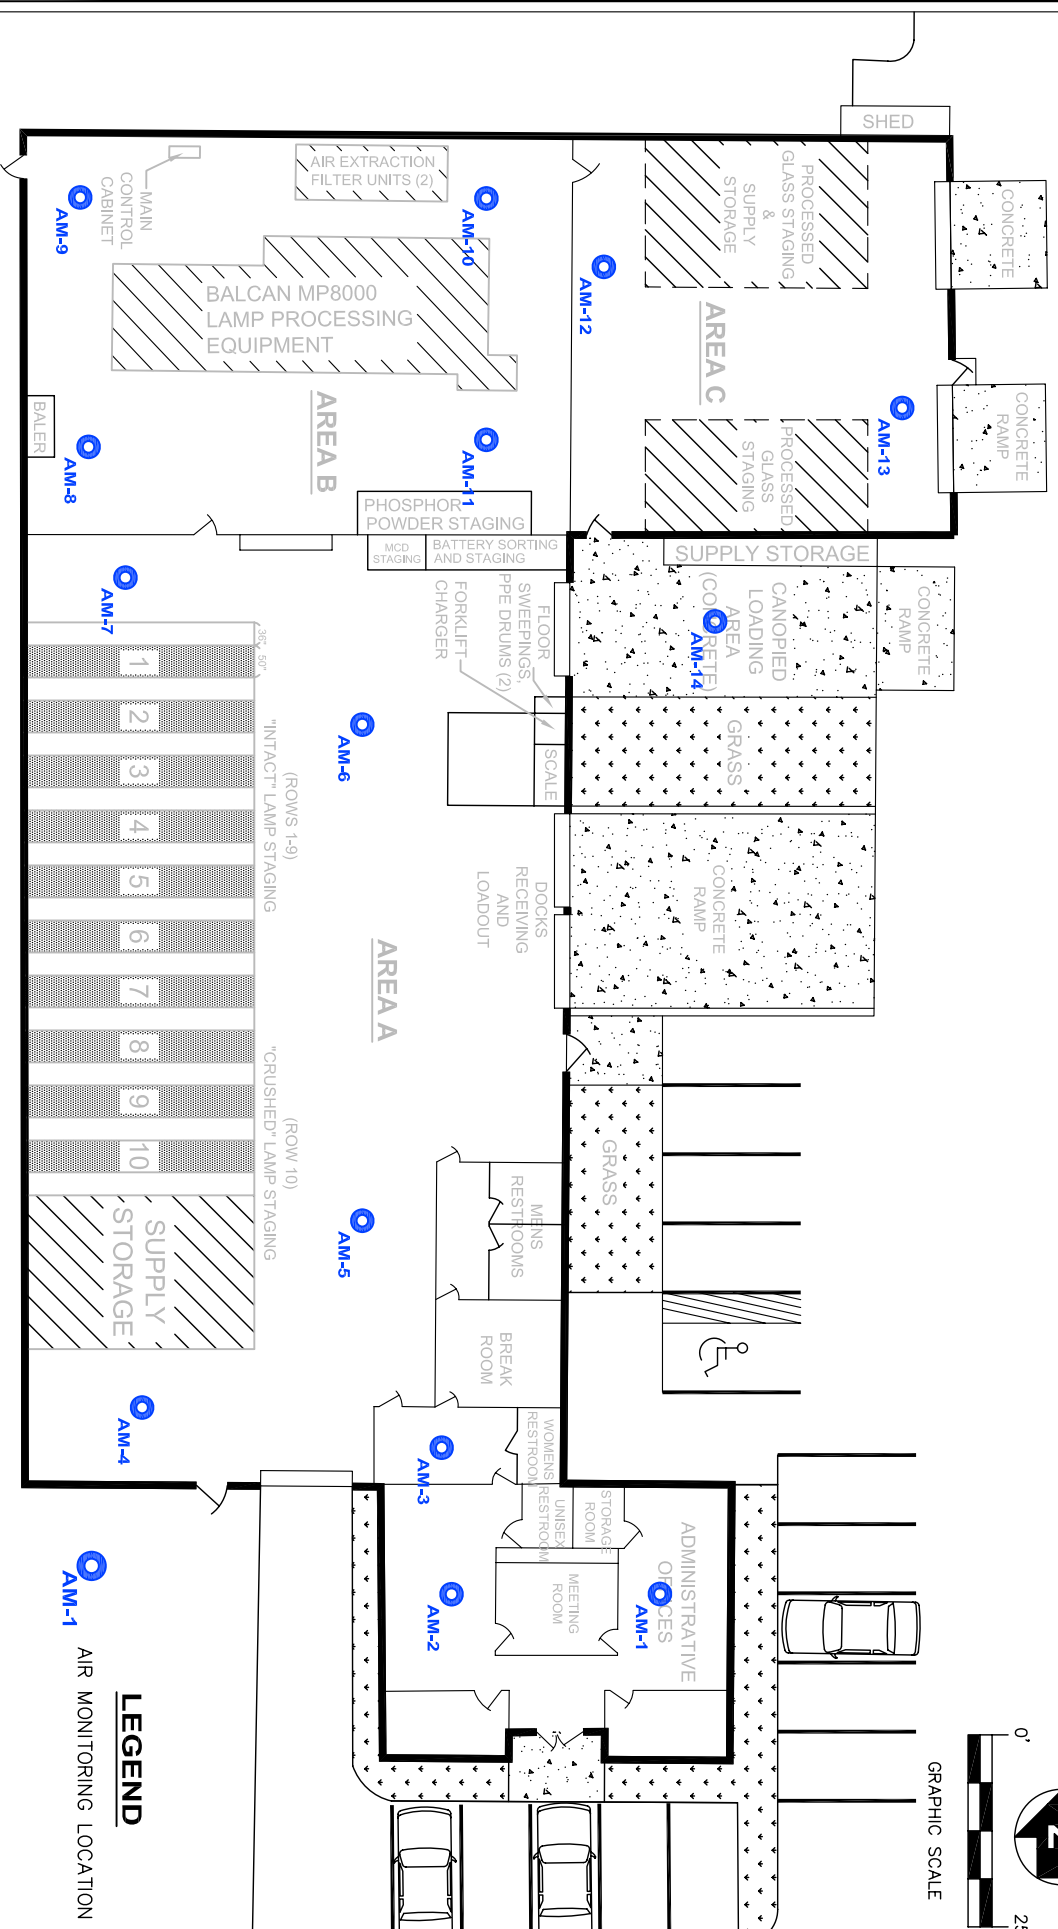 SHED
CONCRETE
CONCRETE
RAMP
PROCESSED
GLASS STAGING
&
SUPPLY
STORAGE
AREA C
PROCESSED
GLASS
STAGING
AM-12
AM-13
AIR EXTRACTION
FILTER UNITS (2)
MAIN
CONTROL
CABINET
AM-9
AM-10
BALCAN MP8000
LAMP PROCESSING
EQUIPMENT
AREA B
BALER
AM-8
AM-11
PHOSPHOR
POWDER STAGING
MCD
STAGING
BATTERY SORTING
AND STAGING
SUPPLY STORAGE
CANOPIED
LOADING
AREA
(CONCRETE)
AM-14
CONCRETE
RAMP
FLOOR
SWEEPINGS,
PPE DRUMS (2)
FORKLIFT
CHARGER
SCALE
GRASS
AM-7
AM-6
36"
50"
1
2
3
4
5
6
7
8
9
10
(ROWS 1-9)
"INTACT" LAMP STAGING
(ROW 10)
"CRUSHED" LAMP STAGING
DOCKS
RECEIVING
AND
LOADOUT
CONCRETE
RAMP
AREA A
GRASS
MENS
RESTROOMS
BREAK
ROOM
AM-5
SUPPLY
STORAGE
AM-4
AM-3
WOMENS
RESTROOM
UNISEX
RESTROOM
STORAGE
ROOM
MEETING
ROOM
ADMINISTRATIVE
OFFICES
AM-1
AM-2
LEGEND
AM-1
AIR MONITORING LOCATION
0'
GRAPHIC SCALE